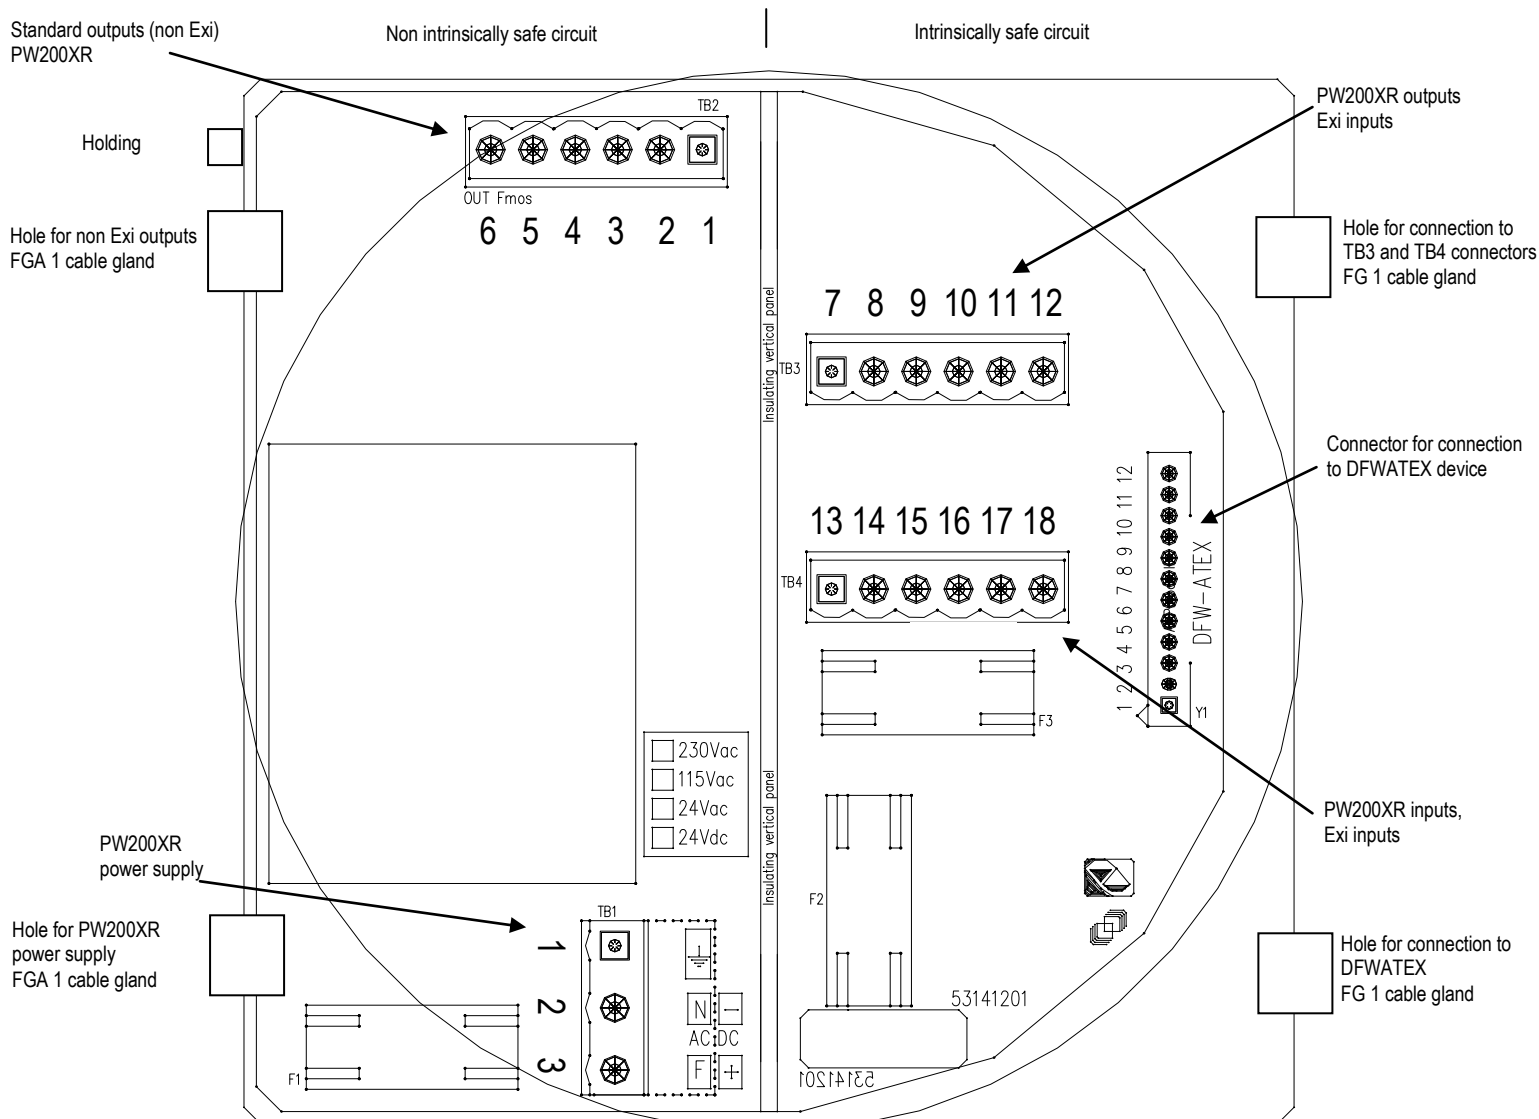 Standard outputs (non Exi)
PW200XR
Non intrinsically safe circuit
Intrinsically safe circuit
PW200XR outputs
Exi inputs
TB2
Holding
OUT Fmos
6 5 4 3 2 1
Hole for non Exi outputs
FGA 1 cable gland
Hole for connection to
TB3 and TB4 connectors
FG 1 cable gland
Insulating vertical panel
7 8 9 10 11 12
TB3
Connector for connection
to DFWATEX device
13 14 15 16 17 18
TB4
1 2 3 4 5 6 7 8 9 10 11 12
DFW-ATEX
Y1
F3
230Vac
115Vac
24Vac
24Vdc
Insulating vertical panel
PW200XR inputs,
Exi inputs
PW200XR
power supply
F2
TB1
Hole for PW200XR
power supply
FGA 1 cable gland
1
2
3
N –
AC DC
F +
F1
53141201
53141201
Hole for connection to
DFWATEX
FG 1 cable gland